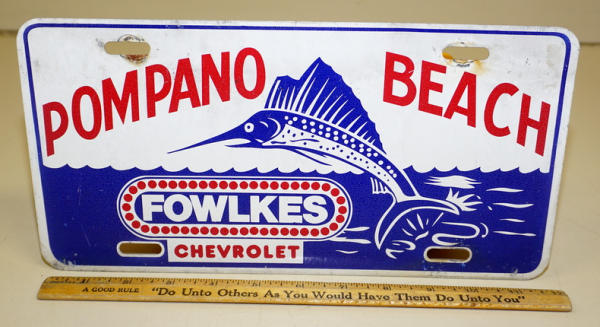 POMPANO BEACH
FOWLKES
CHEVROLET
A GOOD RULE "Do Unto Others As You Would Have Them Do Unto You"